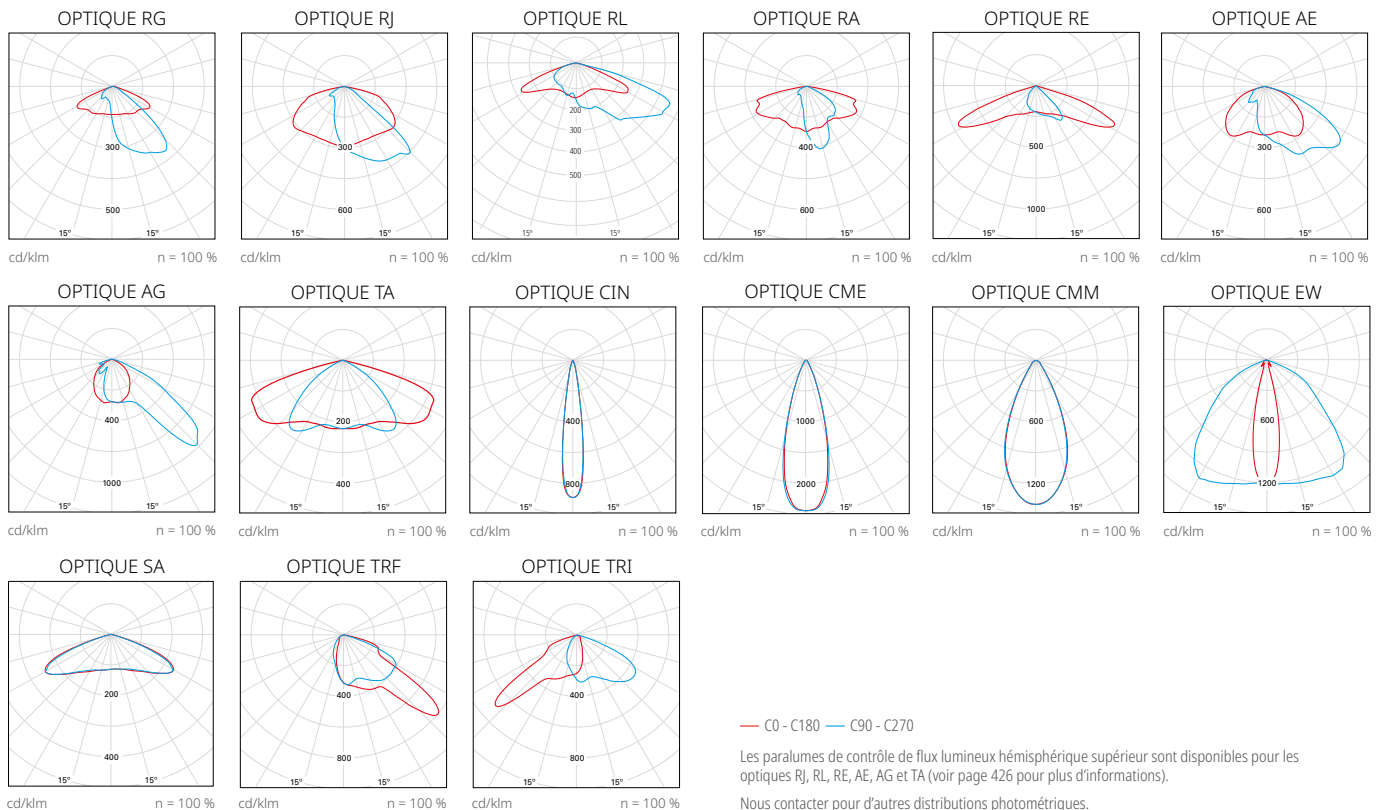 OPTIQUE RG OPTIQUE RJ OPTIQUE RL OPTIQUE RA OPTIQUE RE OPTIQUE AE
300 500 15° 15°
300 600 15° 15°
200 300 400 500 15° 15°
400 600 15° 15°
500 1000 15° 15°
300 600 15° 15°
cd/klm n = 100 % cd/klm n = 100 % cd/klm n = 100 % cd/klm n = 100 % cd/klm n = 100 % cd/klm n = 100 %
OPTIQUE AG OPTIQUE TA OPTIQUE CIN OPTIQUE CME OPTIQUE CMM OPTIQUE EW
400 1000 15° 15°
200 400 15° 15°
400 800 15° 15°
1000 2000 15° 15°
600 1200 15° 15°
600 1200 15° 15°
cd/klm n = 100 % cd/klm n = 100 % cd/klm n = 100 % cd/klm n = 100 % cd/klm n = 100 % cd/klm n = 100 %
OPTIQUE SA OPTIQUE TRF OPTIQUE TRI
200 400 15° 15°
400 800 15° 15°
400 800 15° 15°
cd/klm n = 100 % cd/klm n = 100 % cd/klm n = 100 %
C0 - C180 C90 - C270
Les paralumes de contrôle de flux lumineux hémisphérique supérieur sont disponibles pour les
optiques RJ, RL, RE, AE, AG et TA (voir page 426 pour plus d'informations).
Nous contacter pour d'autres distributions photométriques.